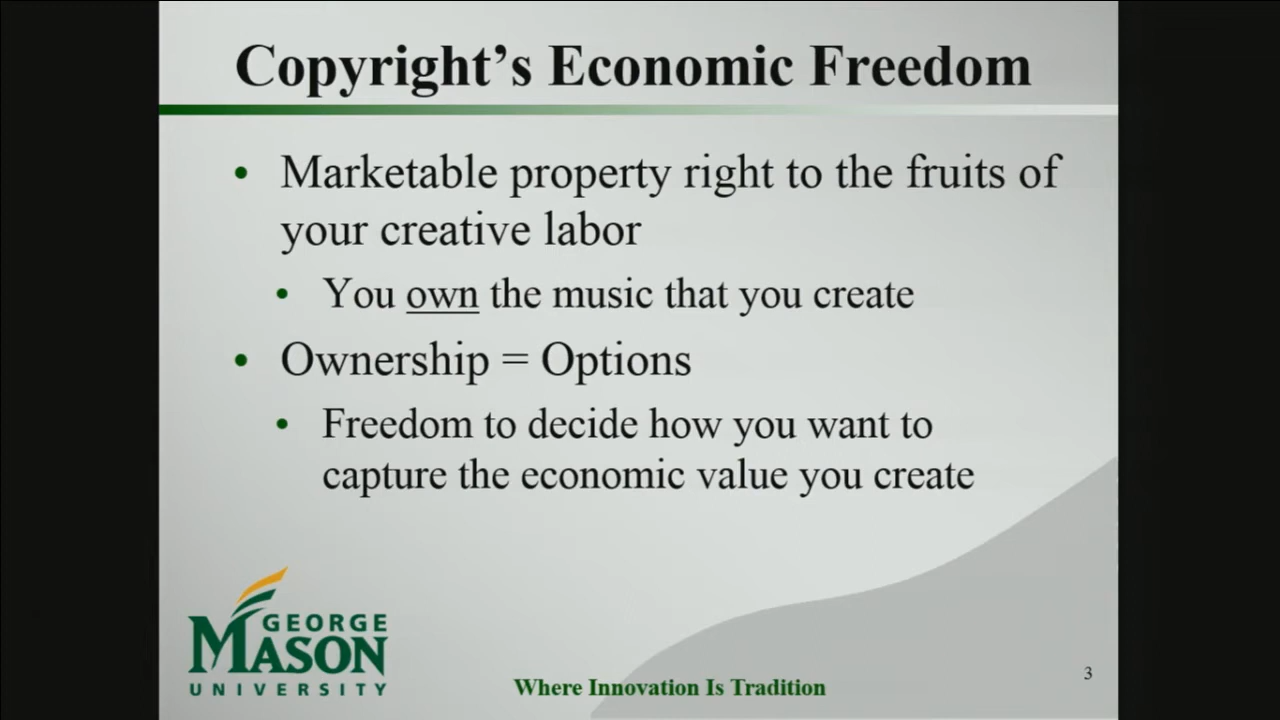 Copyright’s Economic Freedom
• Marketable property right to the fruits of
your creative labor
• You own the music that you create
• Ownership = Options
• Freedom to decide how you want to
capture the economic value you create
GEORGE
MASON
UNIVERSITY
Where Innovation Is Tradition
3